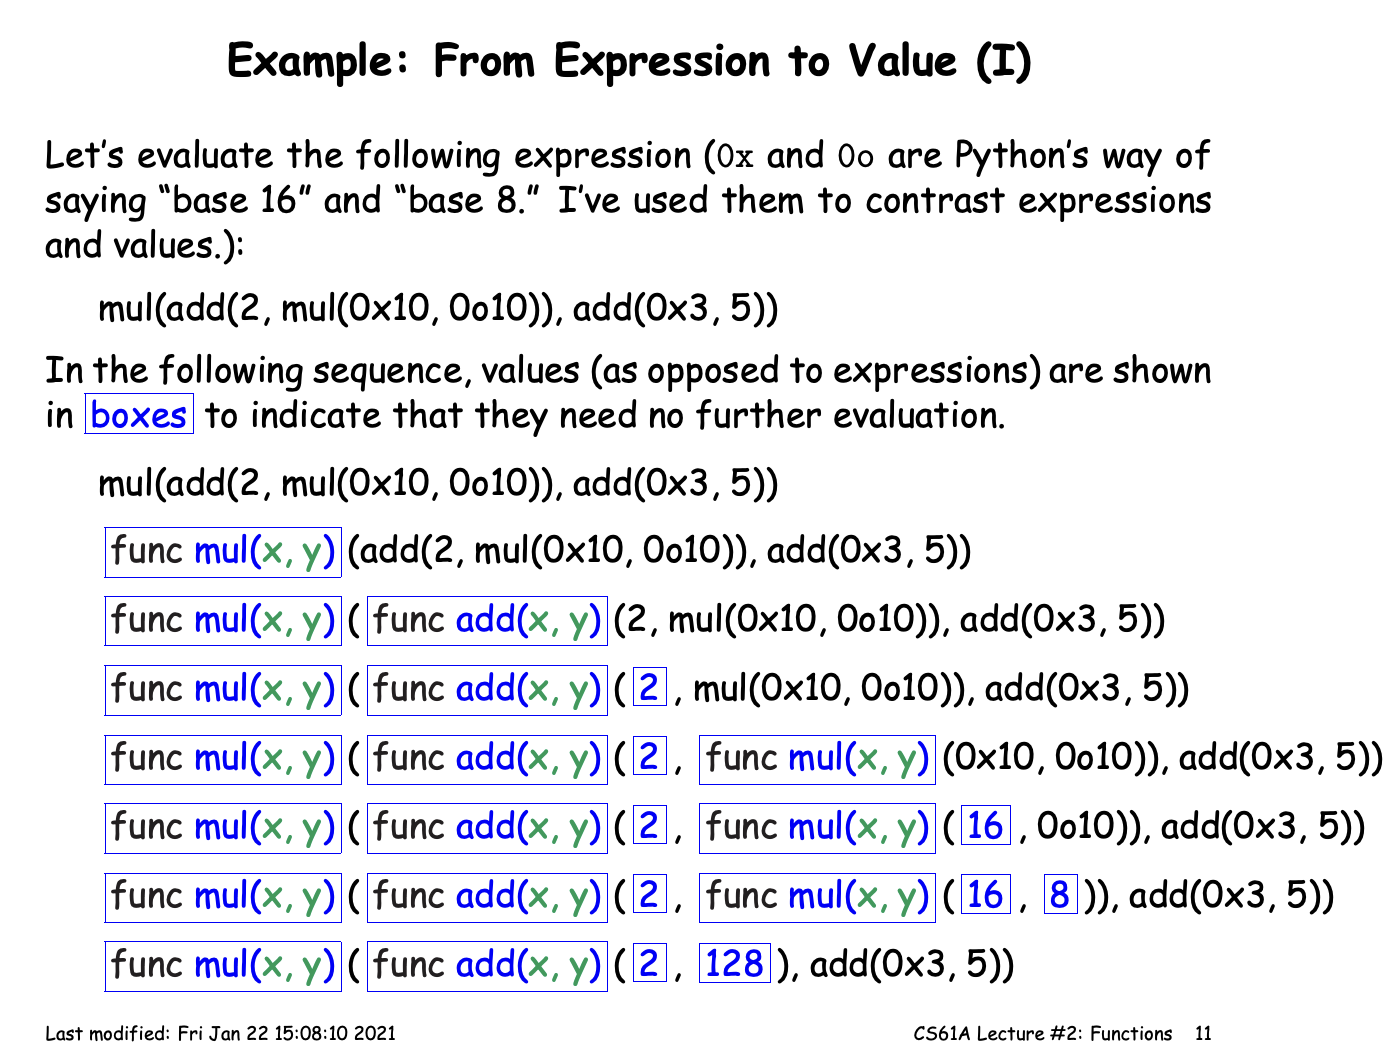 Example: From Expression to Value (I)
Let's evaluate the following expression (0x and 0o are Python's way of
saying “base 16” and “base 8.” I've used them to contrast expressions
and values.):
mul(add(2, mul(0x10, 0o10)), add(0x3, 5))
In the following sequence, values (as opposed to expressions) are shown
in boxes to indicate that they need no further evaluation.
mul(add(2, mul(0x10, 0o10)), add(0x3, 5))
func mul(x, y) (add(2, mul(0x10, 0o10)), add(0x3, 5))
func mul(x, y) ( func add(x, y) (2, mul(0x10, 0o10)), add(0x3, 5))
func mul(x, y) ( func add(x, y) ( 2 , mul(0x10, 0o10)), add(0x3, 5))
func mul(x, y) ( func add(x, y) ( 2 , func mul(x, y) (0x10, 0o10)), add(0x3, 5))
func mul(x, y) ( func add(x, y) ( 2 , func mul(x, y) ( 16 , 0o10)), add(0x3, 5))
func mul(x, y) ( func add(x, y) ( 2 , func mul(x, y) ( 16 , 8 )), add(0x3, 5))
func mul(x, y) ( func add(x, y) ( 2 , 128 ), add(0x3, 5))
Last modified: Fri Jan 22 15:08:10 2021 CS61A Lecture #2: Functions 11